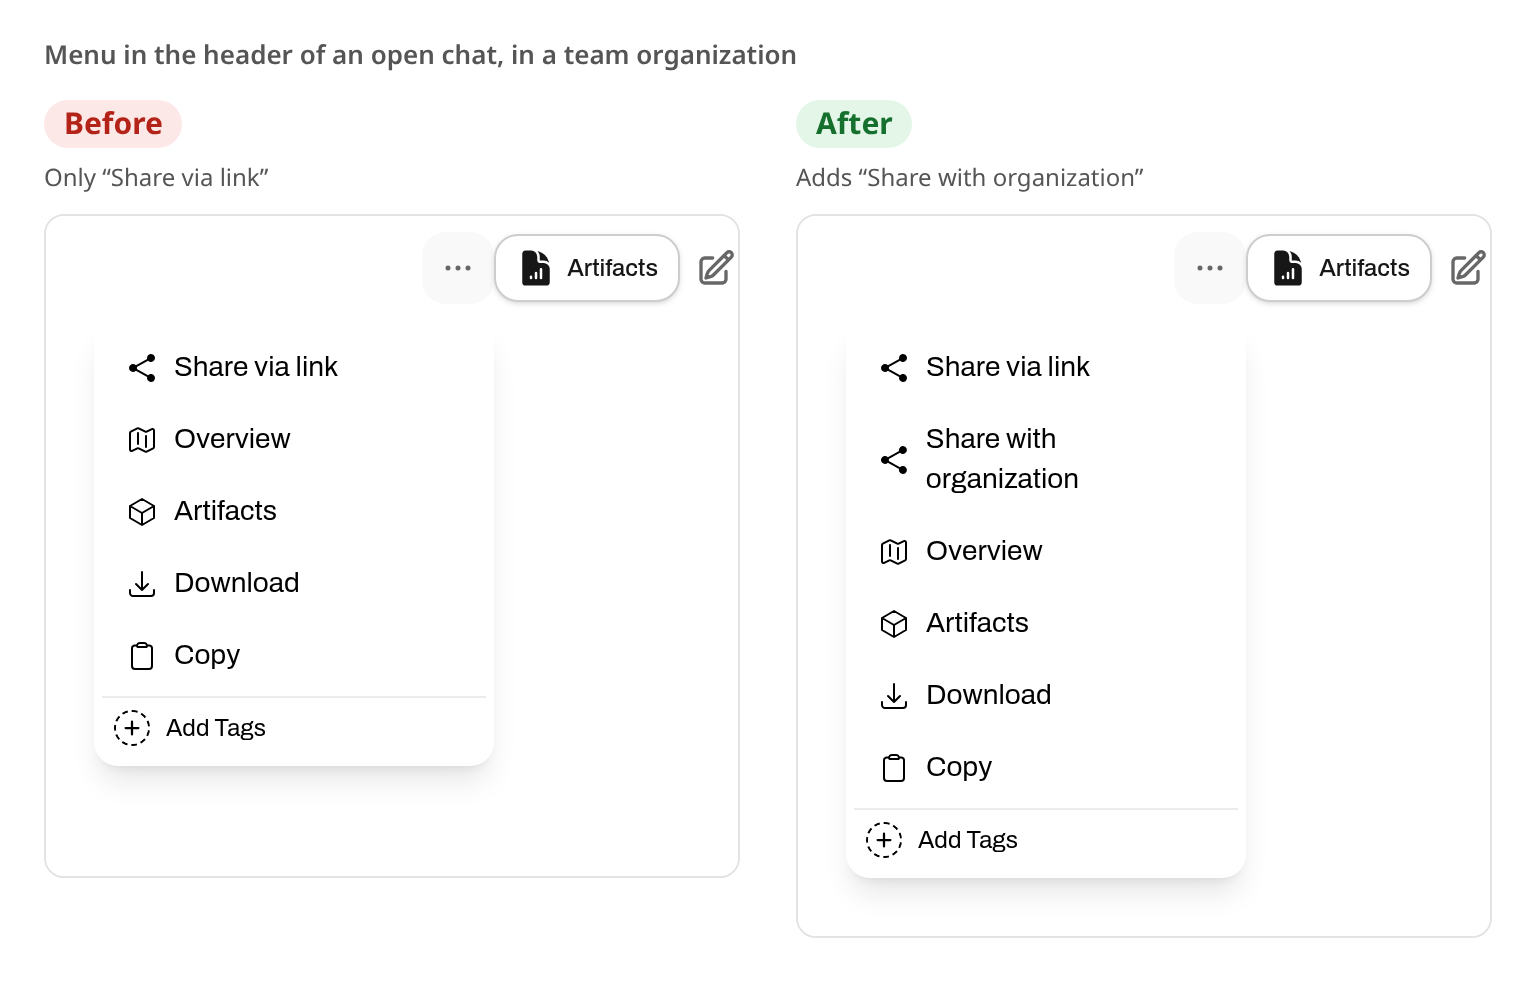 Menu in the header of an open chat, in a team organization
Before
Only “Share via link”
Artifacts
Share via link
Overview
Artifacts
Download
Copy
Add Tags
After
Adds “Share with organization”
Artifacts
Share via link
Share with
organization
Overview
Artifacts
Download
Copy
Add Tags